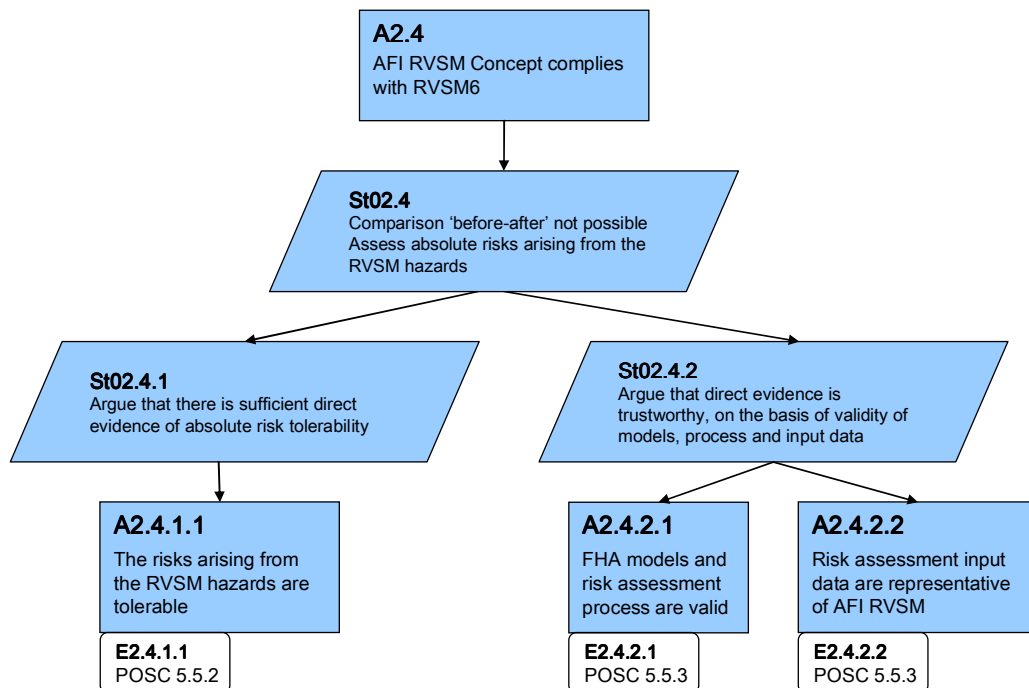 A2.4
AFI RVSM Concept complies
with RVSM6
St02.4
Comparison ‘before-after’ not possible
Assess absolute risks arising from the
RVSM hazards
St02.4.1
Argue that there is sufficient direct
evidence of absolute risk tolerability
St02.4.2
Argue that direct evidence is
trustworthy, on the basis of validity of
models, process and input data
A2.4.1.1
The risks arising from
the RVSM hazards are
tolerable
E2.4.1.1
POSC 5.5.2
A2.4.2.1
FHA models and
risk assessment
process are valid
E2.4.2.1
POSC 5.5.3
A2.4.2.2
Risk assessment input
data are representative
of AFI RVSM
E2.4.2.2
POSC 5.5.3